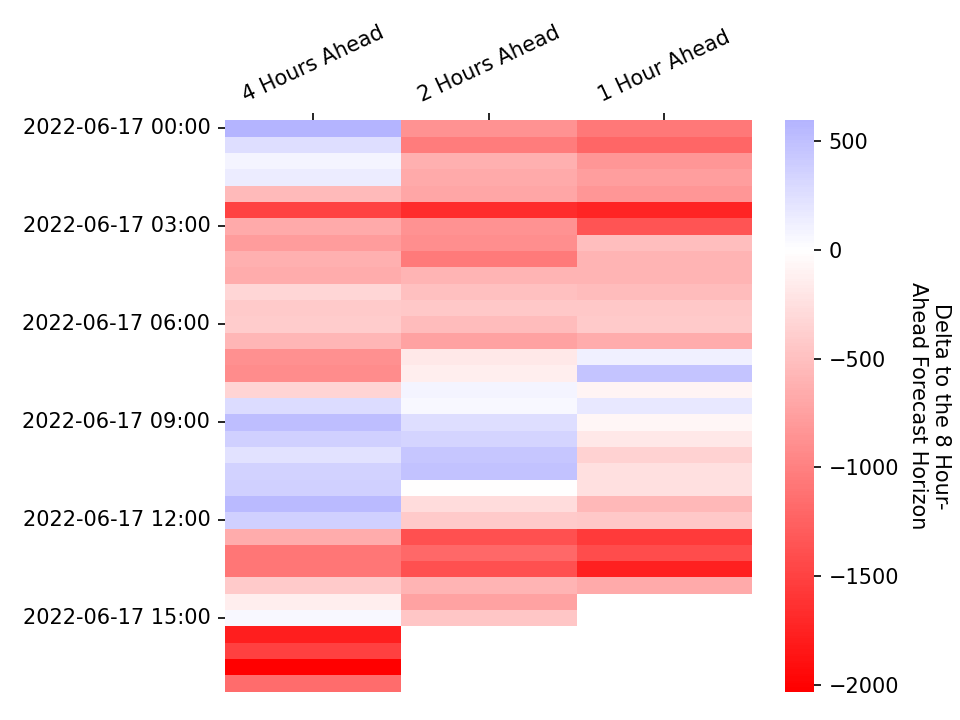 4 Hours Ahead
2 Hours Ahead
1 Hour Ahead
2022-06-17 00:00
2022-06-17 03:00
2022-06-17 06:00
2022-06-17 09:00
2022-06-17 12:00
2022-06-17 15:00
500
0
−500
−1000
−1500
−2000
Delta to the 8 Hour-
Ahead Forecast Horizon